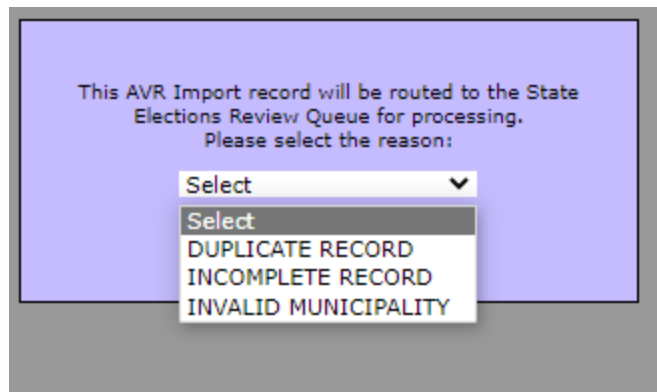 This AVR Import record will be routed to the State
Elections Review Queue for processing.
Please select the reason:
Select
Select
DUPLICATE RECORD
INCOMPLETE RECORD
INVALID MUNICIPALITY